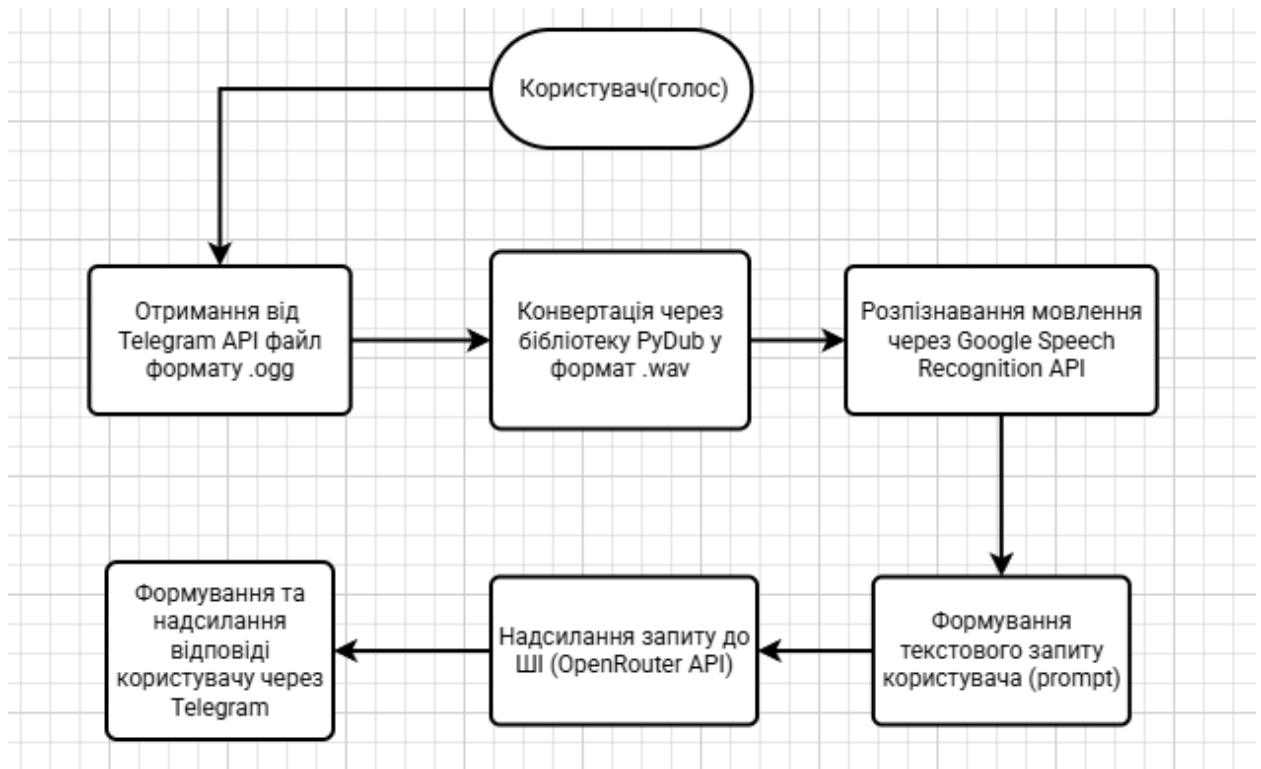 Користувач(голос)
Отримання від
Telegram API файл
формату .ogg
Конвертація через
бібліотеку PyDub у
формат .wav
Розпізнавання мовлення
через Google Speech
Recognition API
Формування
текстового запиту
користувача (prompt)
Надсилання запиту до
ШІ (OpenRouter API)
Формування та
надсилання
відповіді
користувачу через
Telegram